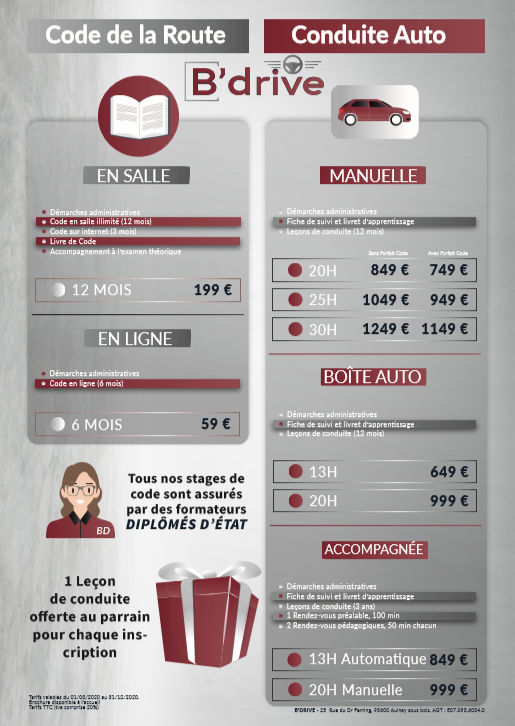 Code de la Route
Conduite Auto
B'drive
EN SALLE
Démarches administratives
Code en salle illimité (12 mois)
Code sur internet (3 mois)
Livre de Code
Accompagnement à l'examen théorique
12 MOIS 199 €
EN LIGNE
Démarches administratives
Code en ligne (6 mois)
6 MOIS 59 €
Tous nos stages de
code sont assurés
par des formateurs
DIPLÔMÉS D'ÉTAT
BD
1 Leçon
de conduite
offerte au parrain
pour chaque ins-
cription
Tarifs valables du 01/06/2020 au 31/12/2020.
Brochure disponible à l'accueil
Tarifs TTC (tva comprise 20%)
MANUELLE
Démarches administratives
Fiche de suivi et livret d'apprentissage
Leçons de conduite (12 mois)
Sans Forfait Code Avec Forfait Code
20H 849 € 749 €
25H 1049 € 949 €
30H 1249 € 1149 €
BOÎTE AUTO
Démarches administratives
Fiche de suivi et livret d'apprentissage
Leçons de conduite (12 mois)
13H 649 €
20H 999 €
ACCOMPAGNÉE
Démarches administratives
Fiche de suivi et livret d'apprentissage
Leçons de conduite (3 ans)
1 Rendez-vous préalable, 100 min
2 Rendez-vous pédagogiques, 50 min chacun
13H Automatique 849 €
20H Manuelle 999 €
B'DRIVE - 25 Rue du Dr Fleming, 93600 Aulnay sous bois.